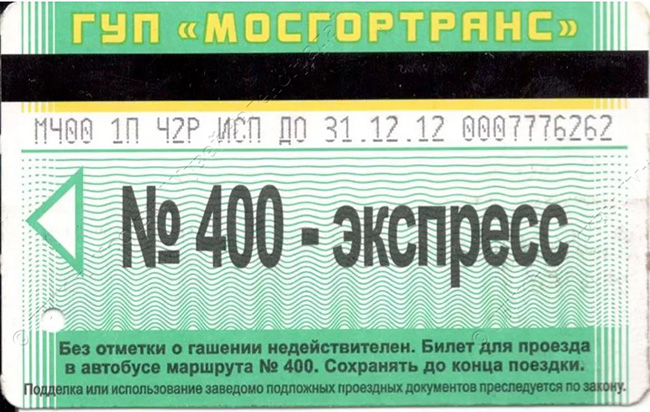 ГУП «МОСГОРТРАНС»
М400 1П 42Р ИСП ДО 31.12.12 0007776262
№ 400 - экспресс
Без отметки о гашении недействителен. Билет для проезда
в автобусе маршрута № 400. Сохранять до конца поездки.
Подделка или использование заведомо подложных проездных документов преследуется по закону.